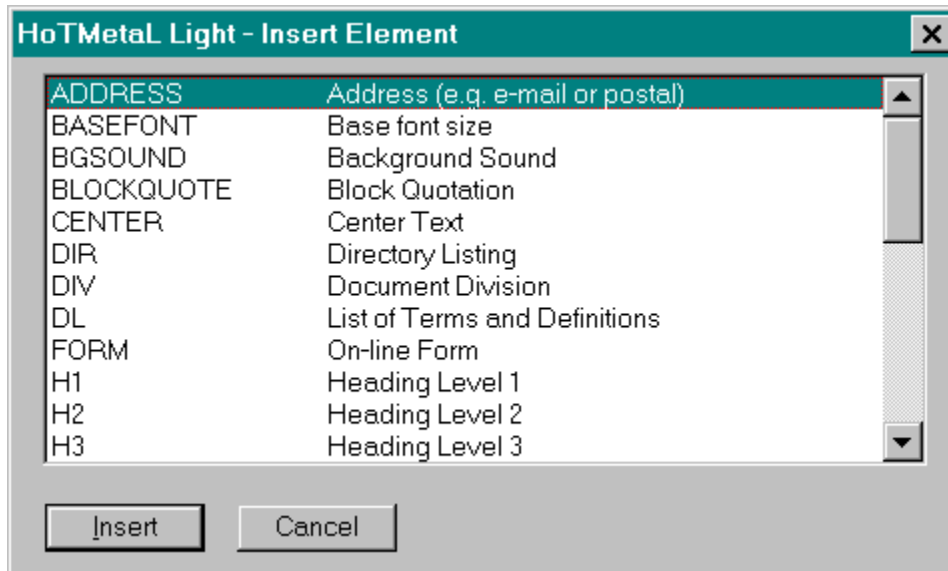 HoTMetaL Light - Insert Element
ADDRESS Address (e.g. e-mail or postal)
BASEFONT Base font size
BGSOUND Background Sound
BLOCKQUOTE Block Quotation
CENTER Center Text
DIR Directory Listing
DIV Document Division
DL List of Terms and Definitions
FORM On-line Form
H1 Heading Level 1
H2 Heading Level 2
H3 Heading Level 3
Insert Cancel